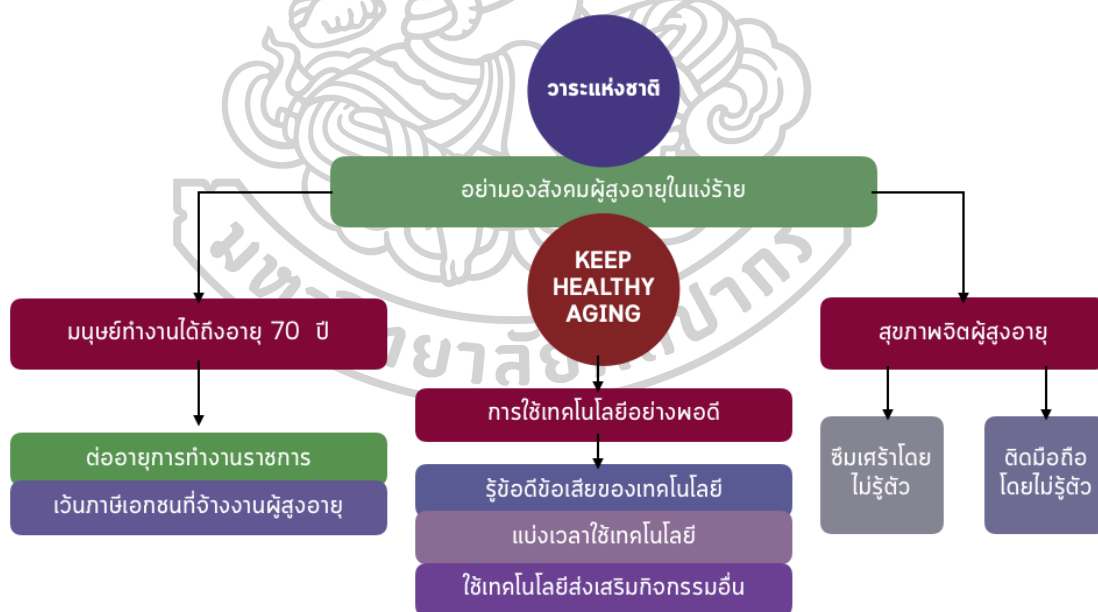 วาระแห่งชาติ
อย่ามองสังคมผู้สูงอายุในแง่ร้าย
KEEP
HEALTHY
AGING
มนุษย์ทำงานได้ถึงอายุ 70 ปี
ต่ออายุการทำงานราชการ
เว้นภาษีเอกชนที่จ้างงานผู้สูงอายุ
การใช้เทคโนโลยีอย่างพอดี
รู้ข้อดีข้อเสียของเทคโนโลยี
แบ่งเวลาใช้เทคโนโลยี
ใช้เทคโนโลยีส่งเสริมกิจกรรมอื่น
สุขภาพจิตผู้สูงอายุ
ซึมเศร้าโดย
ไม่รู้ตัว
ติดมือถือ
โดยไม่รู้ตัว